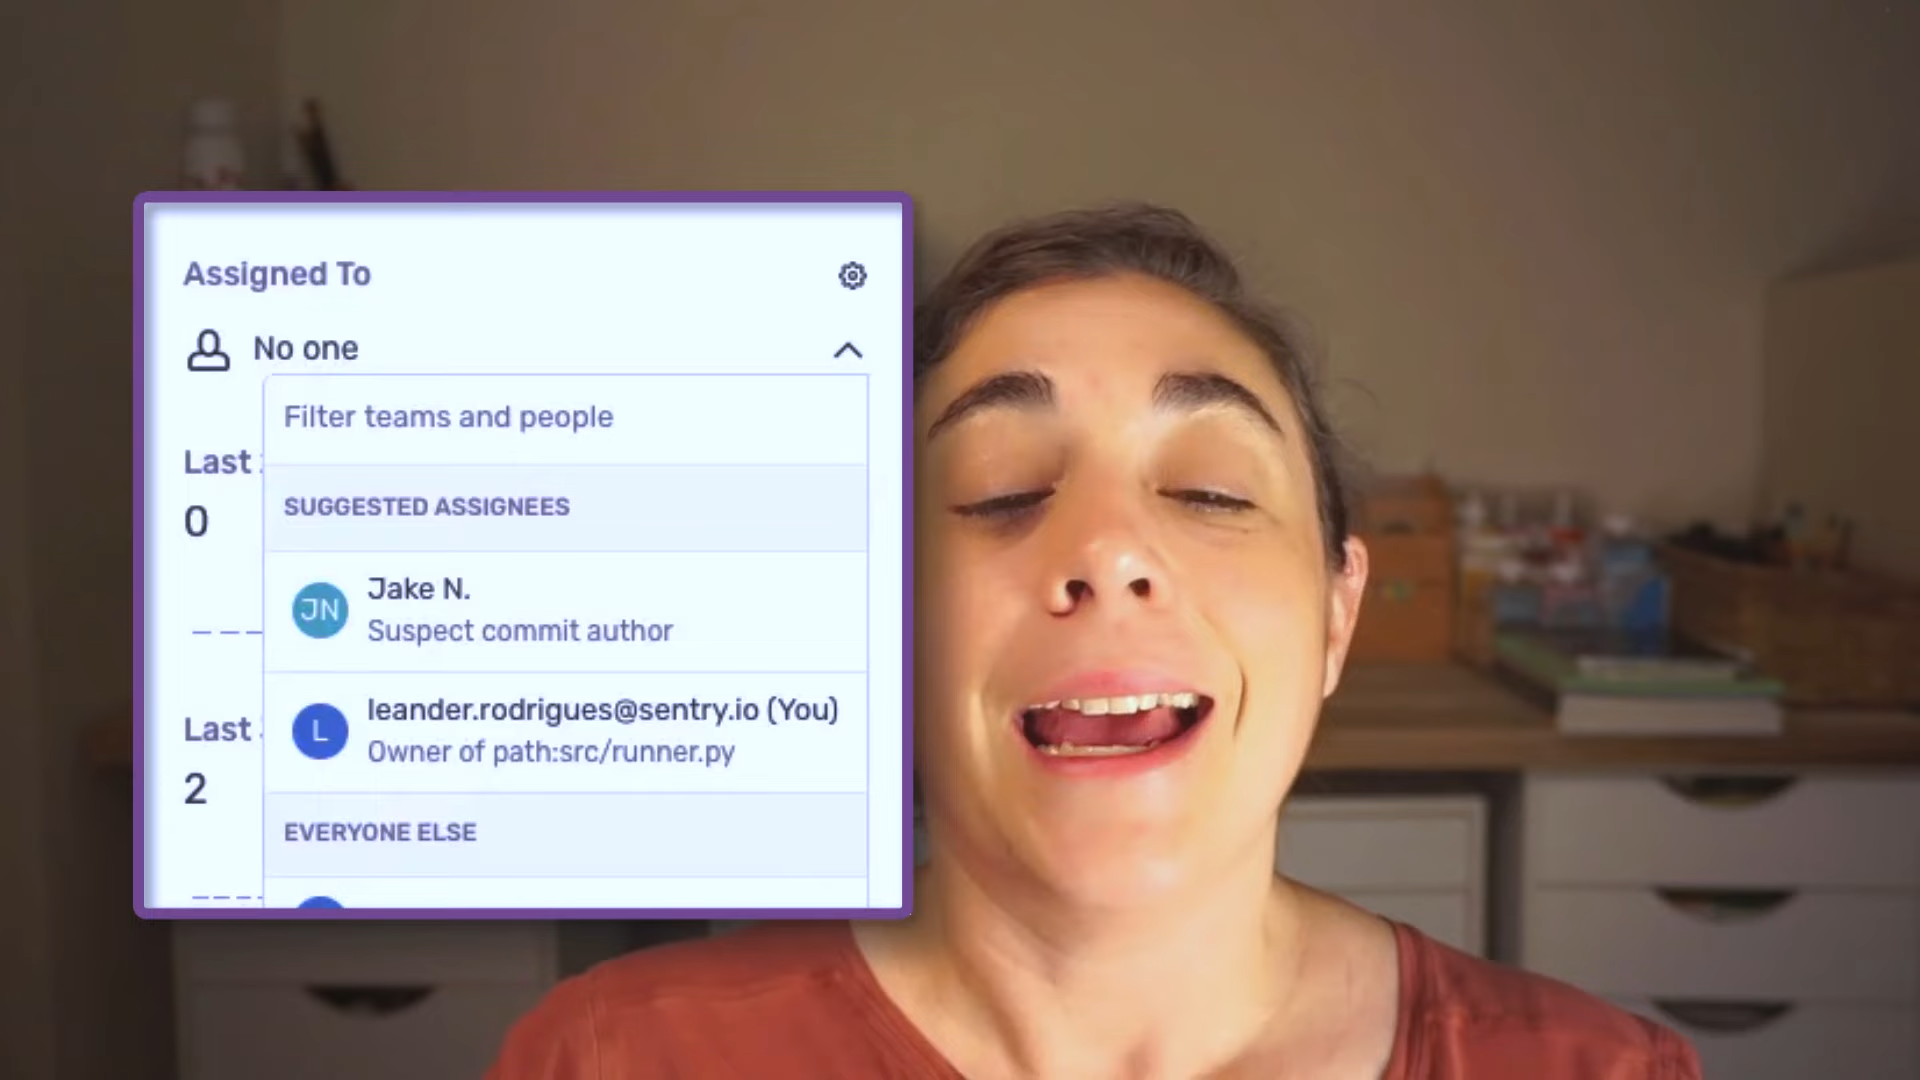 Assigned To
No one
Filter teams and people
Last
0
SUGGESTED ASSIGNEES
JN
Jake N.
Suspect commit author
L
leander.rodrigues@sentry.io (You)
Owner of path:src/runner.py
Last
2
EVERYONE ELSE